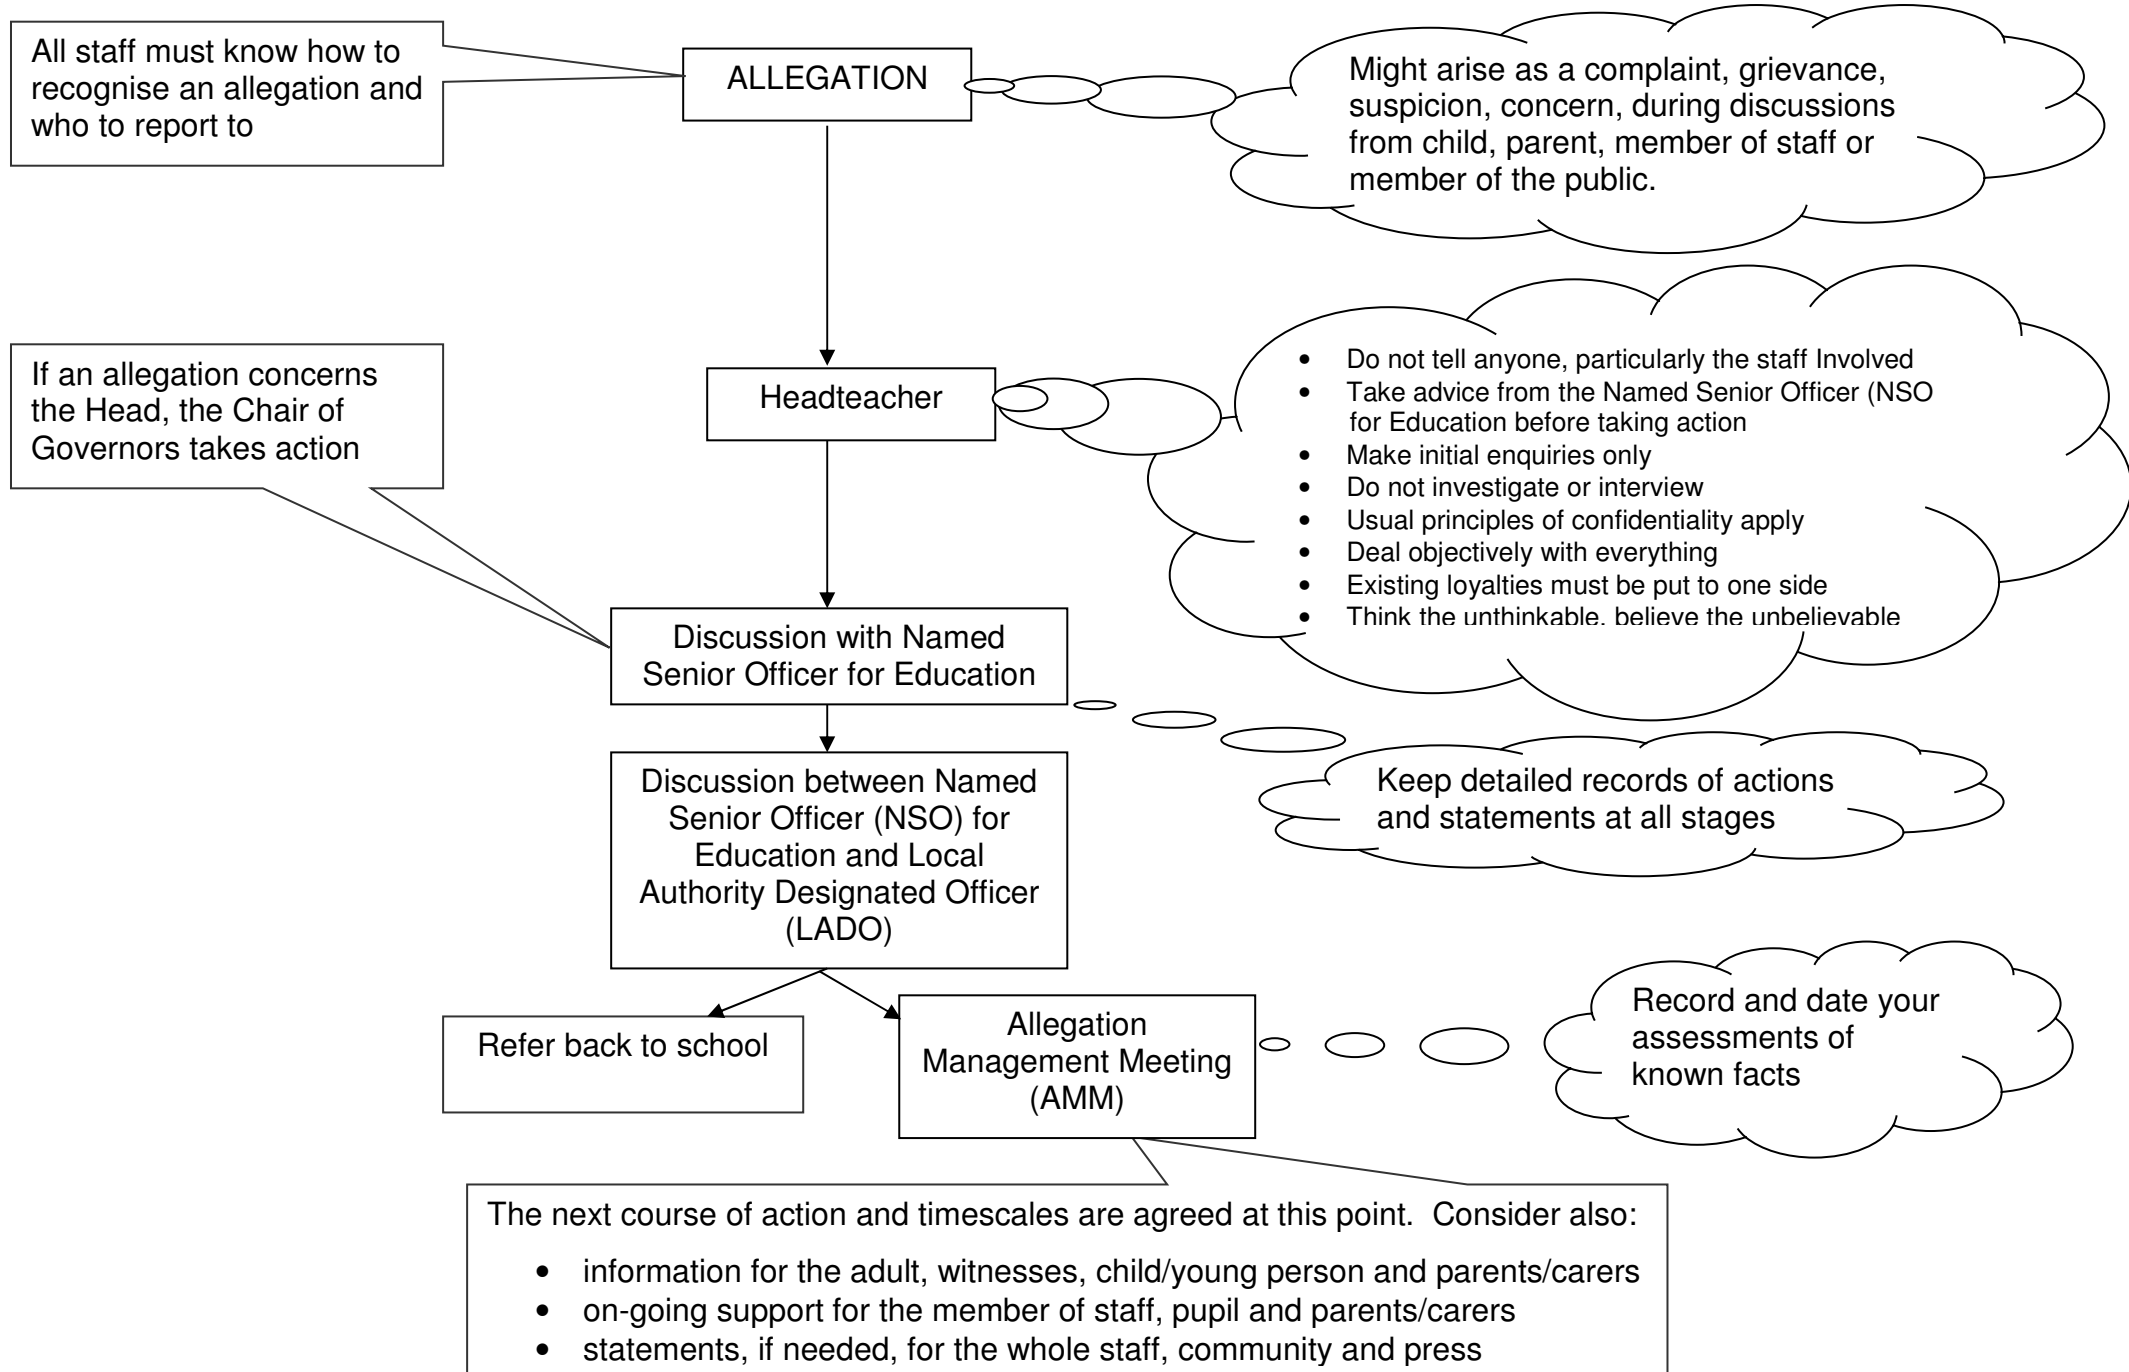 All staff must know how to
recognise an allegation and
who to report to
ALLEGATION
Might arise as a complaint, grievance,
suspicion, concern, during discussions
from child, parent, member of staff or
member of the public.
If an allegation concerns
the Head, the Chair of
Governors takes action
Headteacher
• Do not tell anyone, particularly the staff Involved
• Take advice from the Named Senior Officer (NSO
for Education before taking action
• Make initial enquiries only
• Do not investigate or interview
• Usual principles of confidentiality apply
• Deal objectively with everything
• Existing loyalties must be put to one side
• Think the unthinkable, believe the unbelievable
Discussion with Named
Senior Officer for Education
Discussion between Named
Senior Officer (NSO) for
Education and Local
Authority Designated Officer
(LADO)
Keep detailed records of actions
and statements at all stages
Refer back to school
Allegation
Management Meeting
(AMM)
Record and date your
assessments of
known facts
The next course of action and timescales are agreed at this point.  Consider also:
• information for the adult, witnesses, child/young person and parents/carers
• on-going support for the member of staff, pupil and parents/carers
• statements, if needed, for the whole staff, community and press